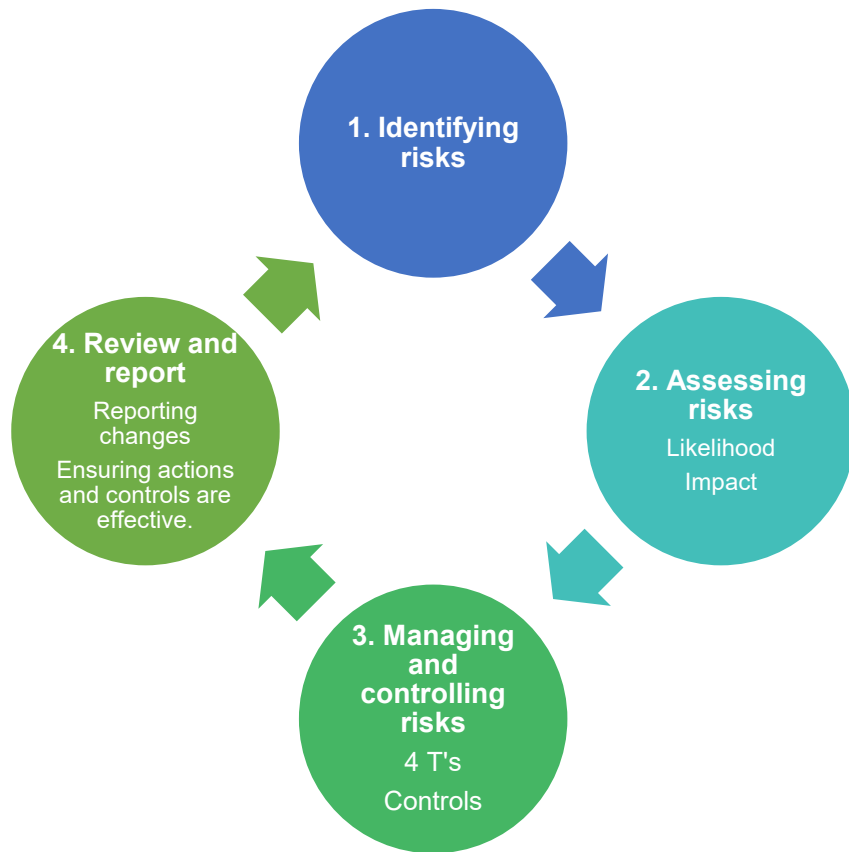 1. Identifying
risks
2. Assessing
risks
Likelihood
Impact
3. Managing
and
controlling
risks
4 T's
Controls
4. Review and
report
Reporting
changes
Ensuring actions
and controls are
effective.